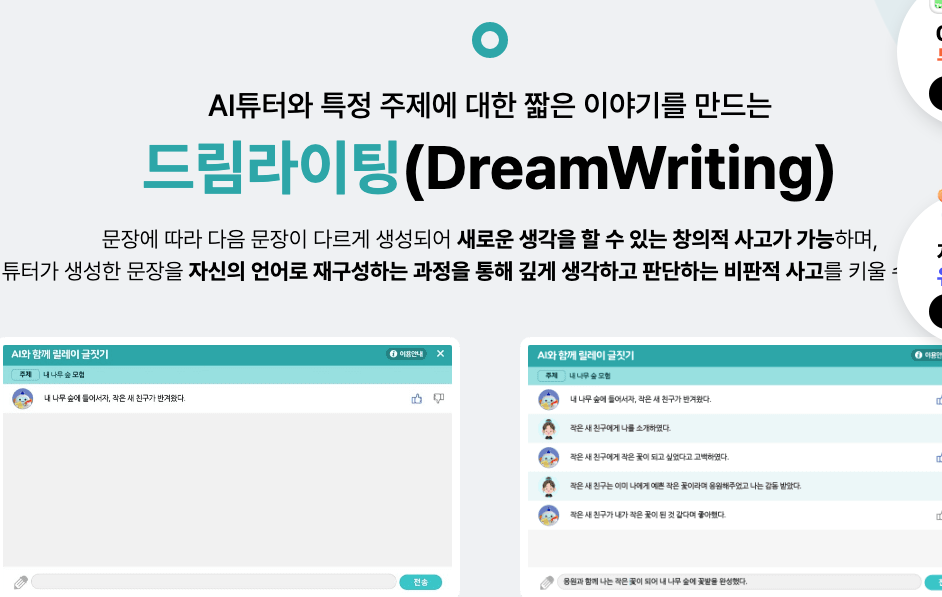 AI튜터와 특정 주제에 대한 짧은 이야기를 만드는
드림라이팅(DreamWriting)
문장에 따라 다음 문장이 다르게 생성되어 새로운 생각을 할 수 있는 창의적 사고가 가능하며,
튜터가 생성한 문장을 자신의 언어로 재구성하는 과정을 통해 깊게 생각하고 판단하는 비판적 사고를 키울
AI와 함께 릴레이 글짓기
이용안내
주제
내 나무 숲 모험
내 나무 숲에 들어서자, 작은 새 친구가 반겨왔다.
전송
AI와 함께 릴레이 글짓기
이용안
주제
내 나무 숲 모험
내 나무 숲에 들어서자, 작은 새 친구가 반겨왔다.
작은 새 친구에게 나를 소개하였다.
작은 새 친구에게 작은 꽃이 되고 싶었다고 고백하였다.
작은 새 친구는 이미 나에게 예쁜 작은 꽃이라며 응원해주었고 나는 감동 받았다.
작은 새 친구가 내가 작은 꽃이 된 것 같다며 좋아했다.
응원과 함께 나는 작은 꽃이 되어 내 나무 숲에 꽃밭을 완성했다.